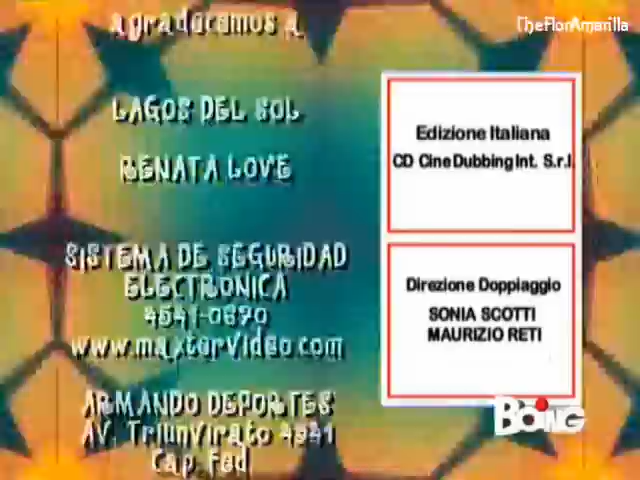 TheFlorAmarilla
agradecemos a
LAGOS DEL SOL
RENATA LOVE
SISTEMA DE SEGURIDAD
ELECTRONICA
4541-0890
www.maxtorvideo.com
ARMANDO DEPORTES
AV. Triunvirato 4541
Cap. Fed
Edizione Italiana
CD Cine Dubbing Int. S.r.l
Direzione Doppiaggio
SONIA SCOTTI
MAURIZIO RETI
BOING